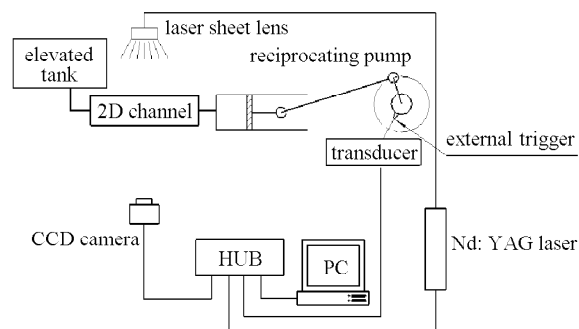 laser sheet lens
elevated
tank
reciprocating pump
2D channel
external trigger
transducer
CCD camera
HUB
PC
Nd: YAG laser